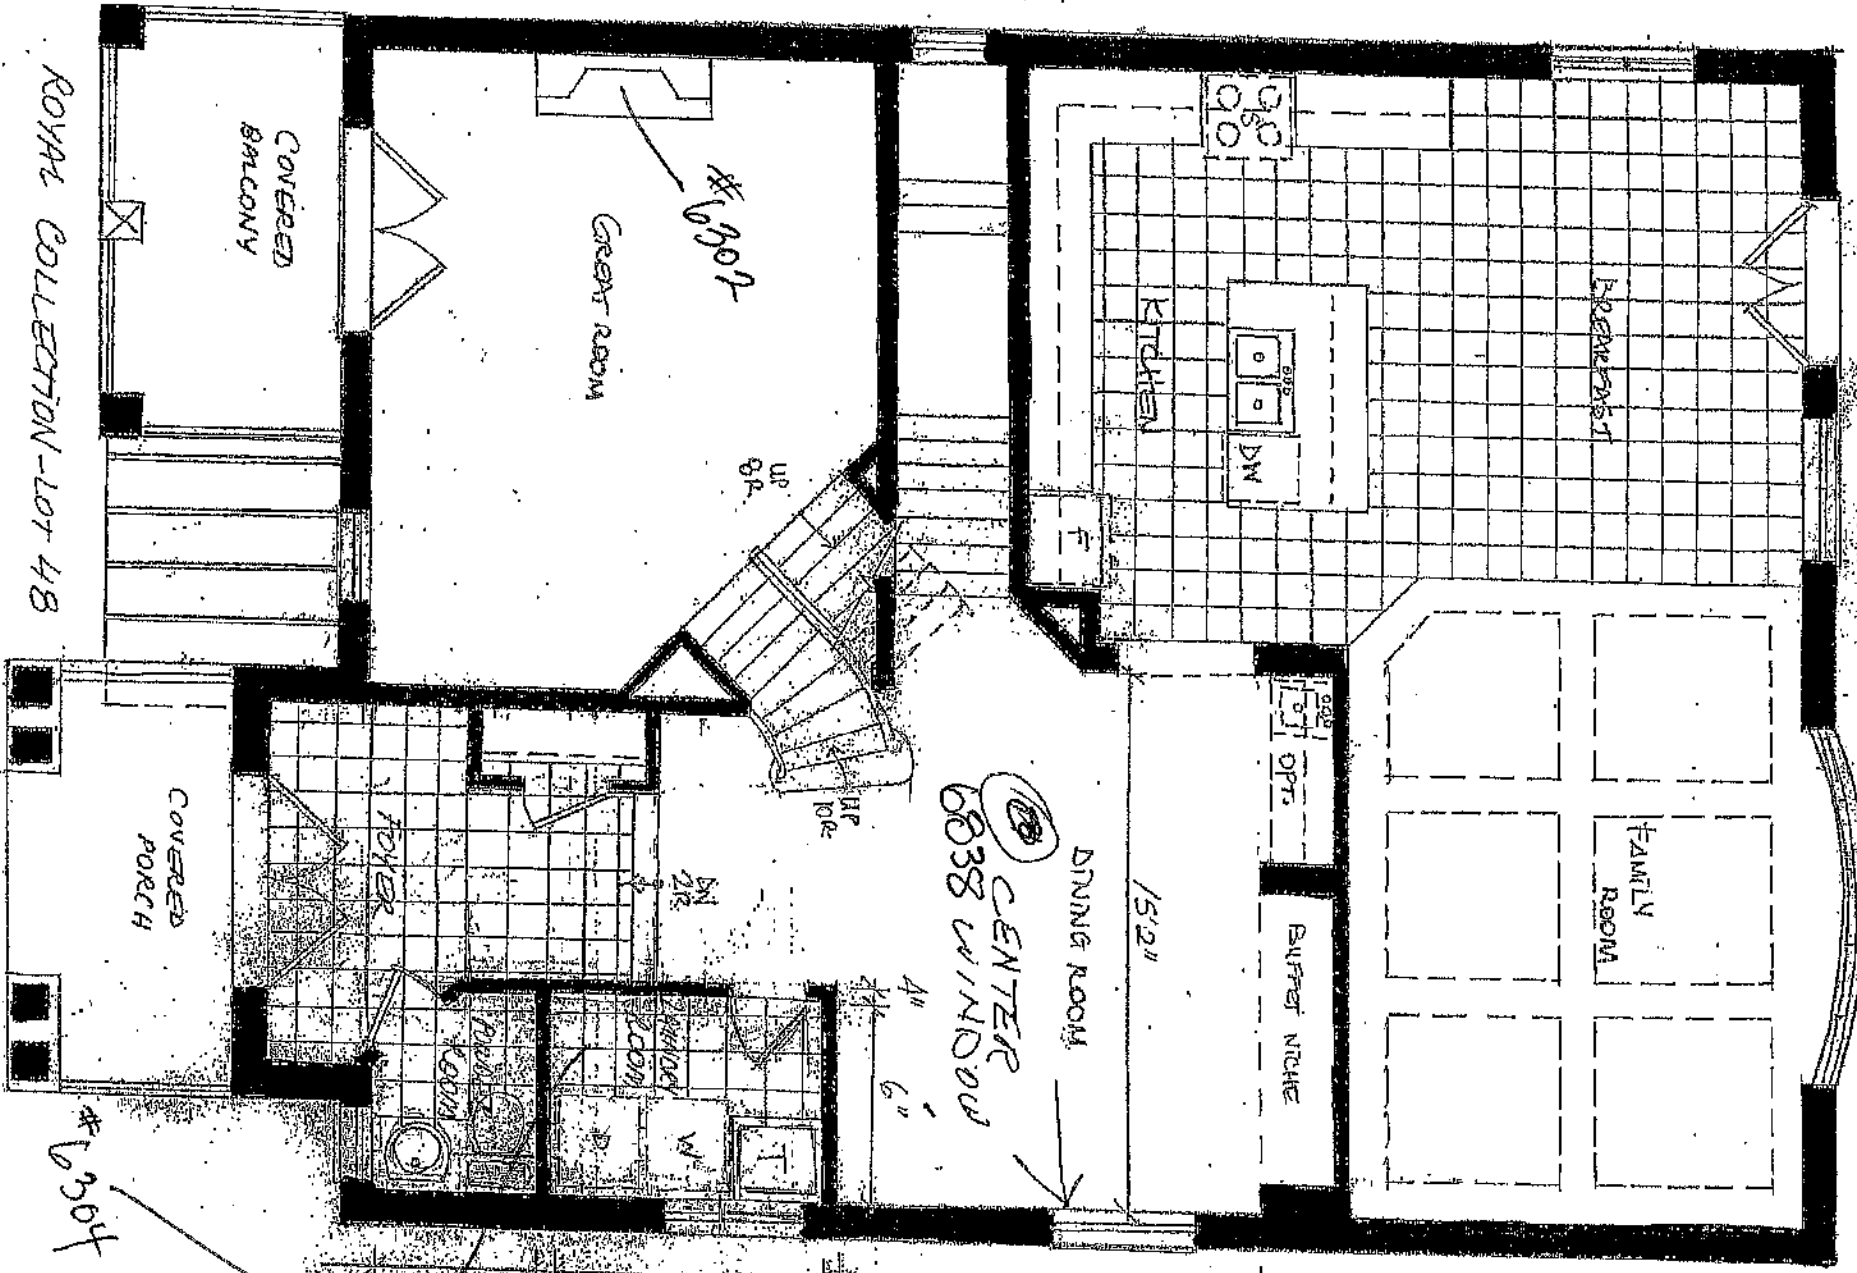 BREAKFAST
FAMILY
ROOM
KITCHEN
DW
F
OPT.
BUFFET NICHE
15'2"
DINING ROOM
CENTER
6838 WINDOW
4"
6"
#6307
GREAT ROOM
UP
8R
UP
10R
DN
2R
FOYER
LAUNDRY
ROOM
T
W
D
POWDER
ROOM
COVERED
BALCONY
COVERED
PORCH
#6304
ROYAL COLLECTION-LOT 48